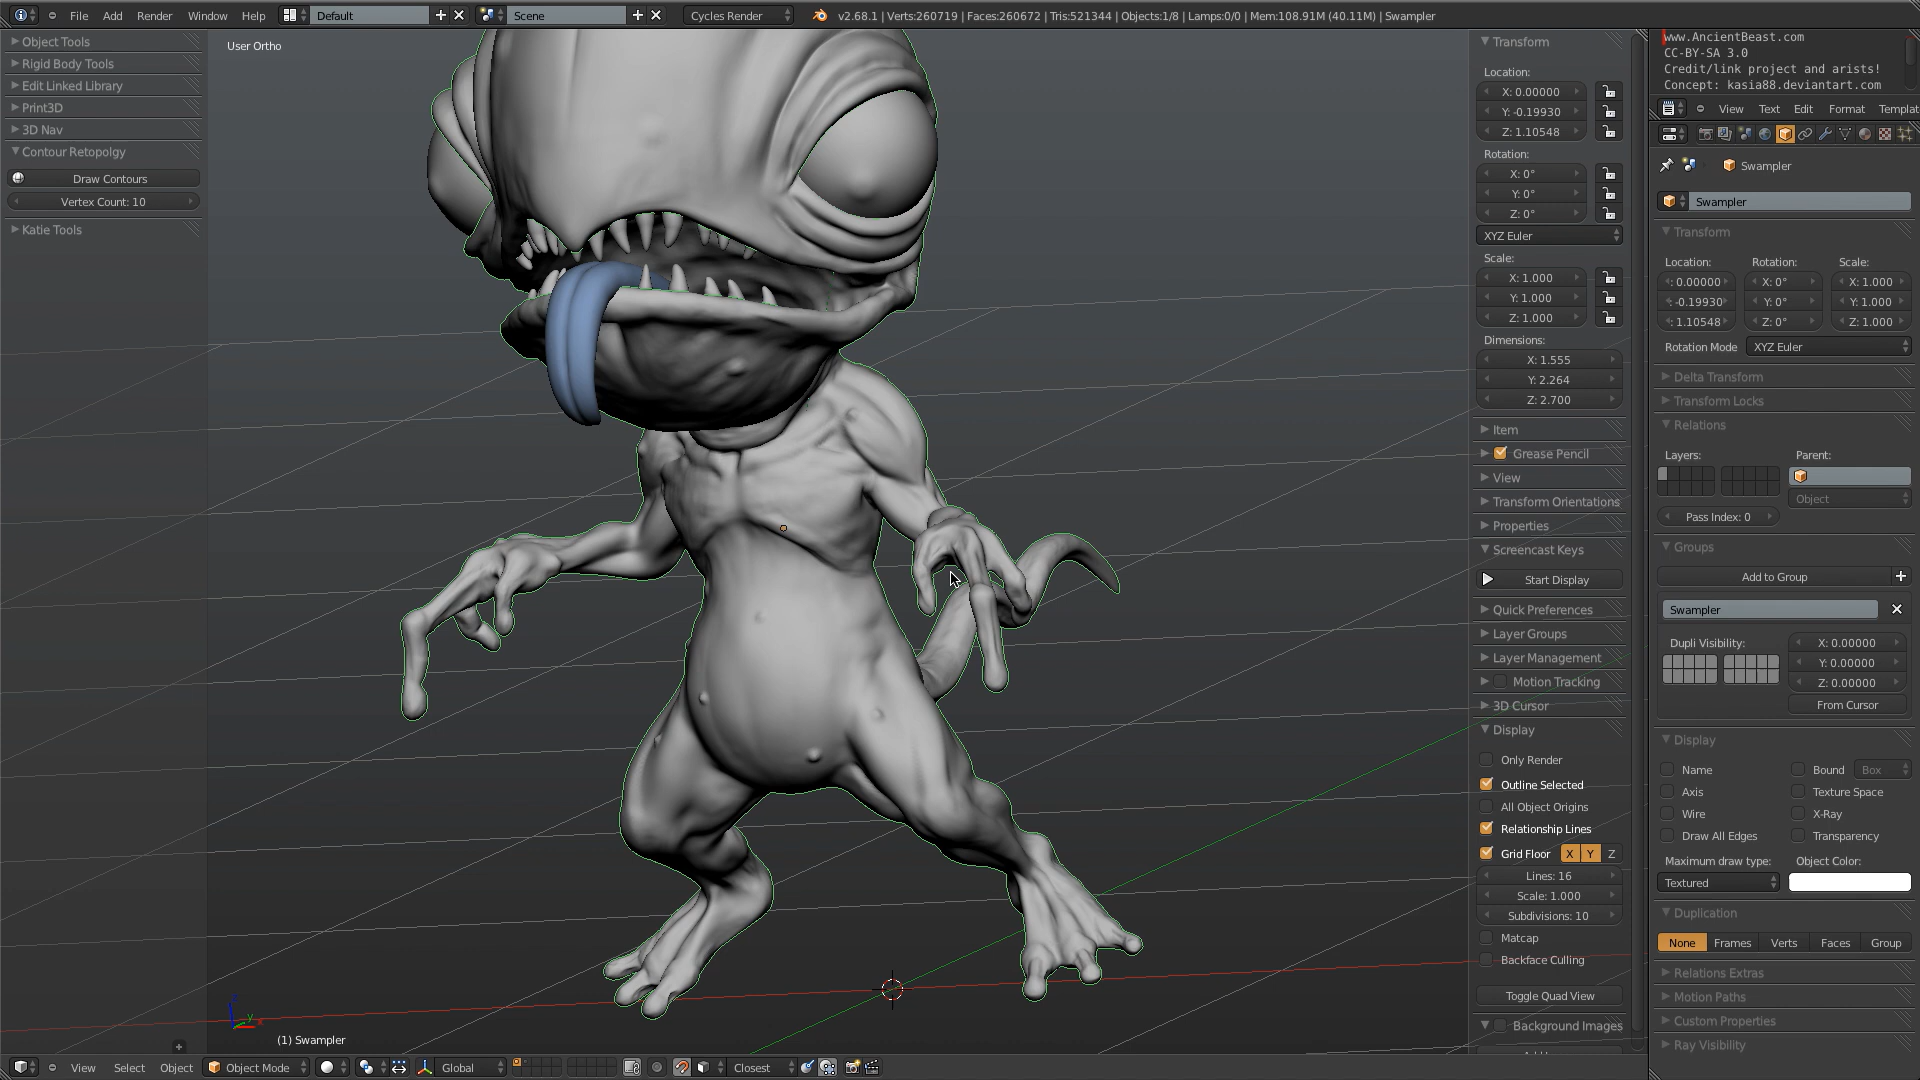 File Add Render Window Help Default Scene Cycles Render v2.68.1 | Verts:260719 | Faces:260672 | Tris:521344 | Objects:1/8 | Lamps:0/0 | Mem:108.91M (40.11M) | Swampler
Object Tools
Rigid Body Tools
Edit Linked Library
Print3D
3D Nav
Contour Retopolgy
Draw Contours
Vertex Count: 10
Katie Tools
User Ortho
(1) Swampler
Transform
Location:
X: 0.00000
Y: -0.19930
Z: 1.10548
Rotation:
X: 0°
Y: 0°
Z: 0°
XYZ Euler
Scale:
X: 1.000
Y: 1.000
Z: 1.000
Dimensions:
X: 1.555
Y: 2.264
Z: 2.700
Item
Grease Pencil
View
Transform Orientations
Properties
Screencast Keys
Start Display
Quick Preferences
Layer Groups
Layer Management
Motion Tracking
3D Cursor
Display
Only Render
Outline Selected
All Object Origins
Relationship Lines
Grid Floor X Y Z
Lines: 16
Scale: 1.000
Subdivisions: 10
Matcap
Backface Culling
Toggle Quad View
Background Images
www.AncientBeast.com
CC-BY-SA 3.0
Credit/link project and arists!
Concept: kasia88.deviantart.com
View Text Edit Format Templat
Swampler
Swampler
Transform
Location: Rotation: Scale:
: 0.00000 X: 0° X: 1.000
: -0.19930 Y: 0° Y: 1.000
: 1.10548 Z: 0° Z: 1.000
Rotation Mode XYZ Euler
Delta Transform
Transform Locks
Relations
Layers: Parent:
Object
Pass Index: 0
Groups
Add to Group
Swampler
Dupli Visibility: X: 0.00000
Y: 0.00000
Z: 0.00000
From Cursor
Display
Name Bound Box
Axis Texture Space
Wire X-Ray
Draw All Edges Transparency
Maximum draw type: Object Color:
Textured
Duplication
None Frames Verts Faces Group
Relations Extras
Motion Paths
Custom Properties
Ray Visibility
View Select Object Object Mode Global Closest